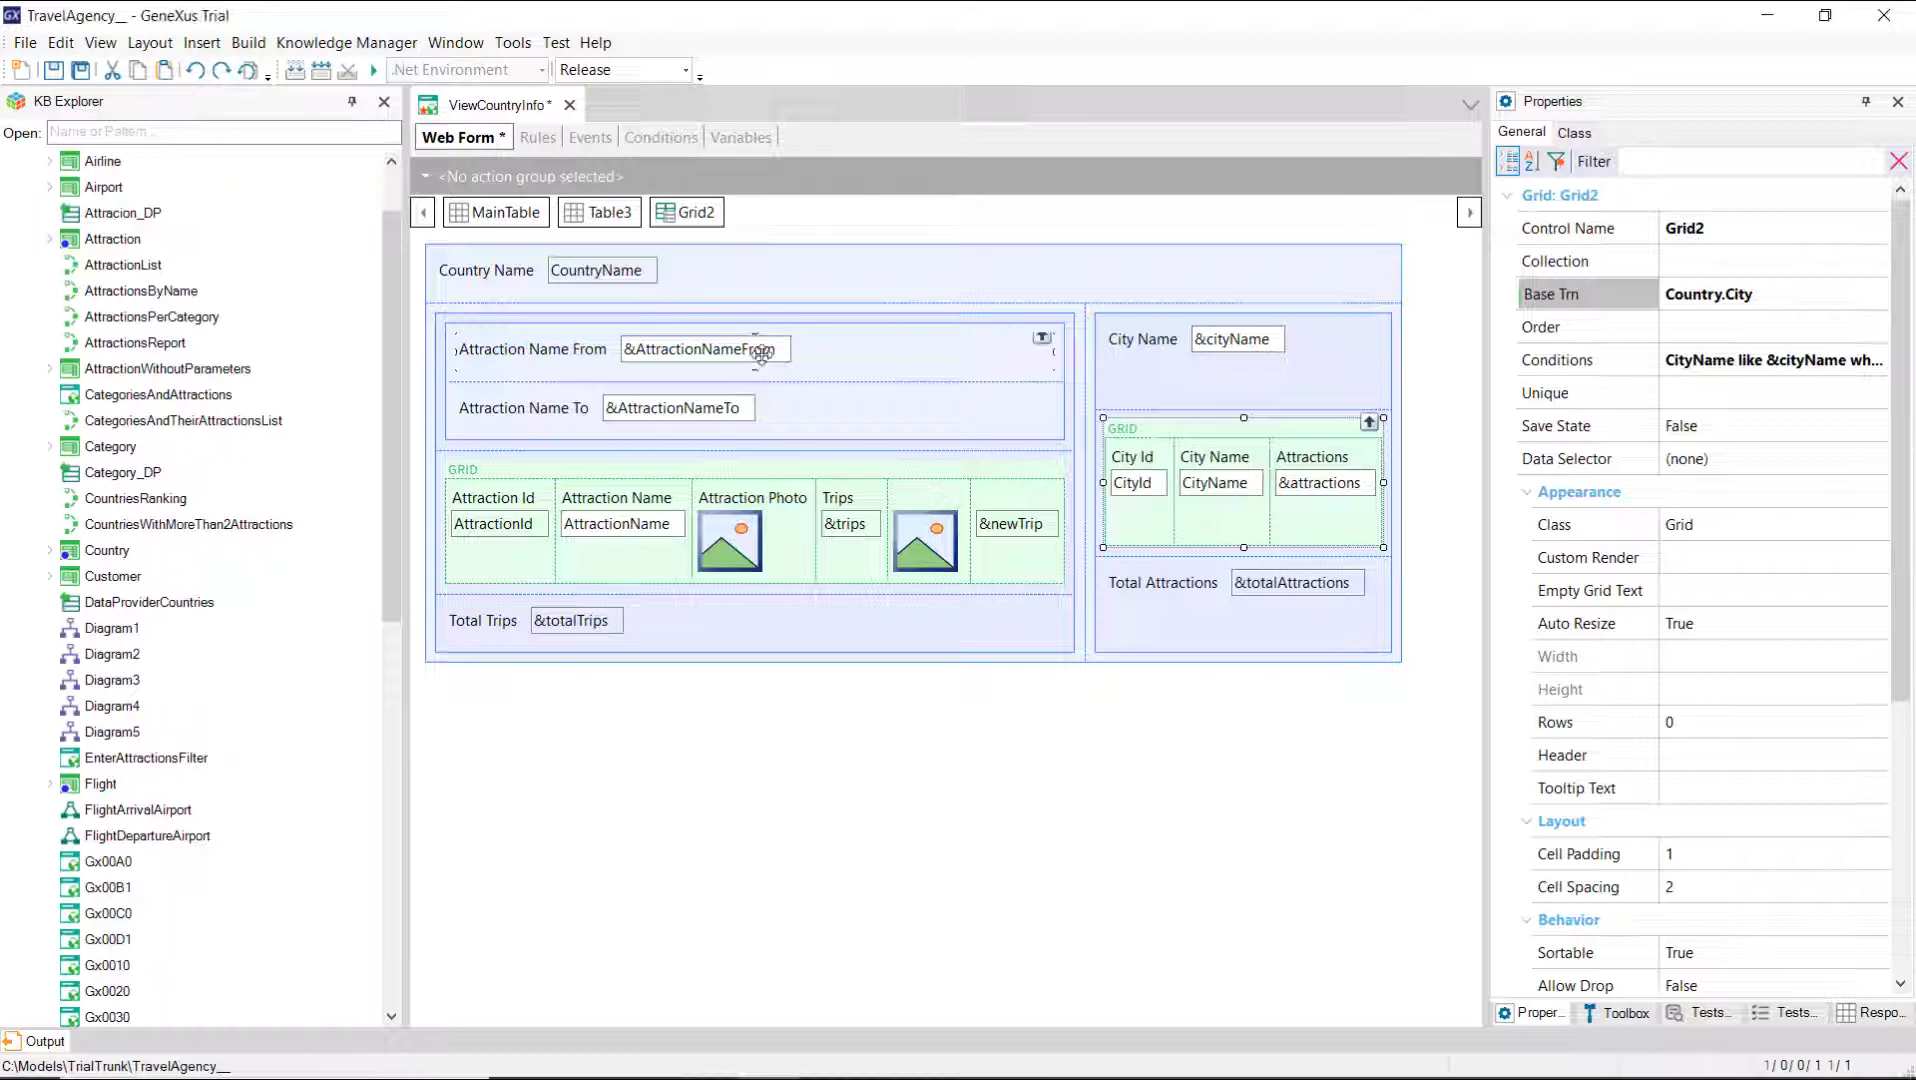 TravelAgency__ - GeneXus Trial
File Edit View Layout Insert Build Knowledge Manager Window Tools Test Help
.Net Environment Release
KB Explorer
Open: Name or Pattern ...
Airline
Airport
Attracion_DP
Attraction
AttractionList
AttractionsByName
AttractionsPerCategory
AttractionsReport
AttractionWithoutParameters
CategoriesAndAttractions
CategoriesAndTheirAttractionsList
Category
Category_DP
CountriesRanking
CountriesWithMoreThan2Attractions
Country
Customer
DataProviderCountries
Diagram1
Diagram2
Diagram3
Diagram4
Diagram5
EnterAttractionsFilter
Flight
FlightArrivalAirport
FlightDepartureAirport
Gx00A0
Gx00B1
Gx00C0
Gx00D1
Gx0010
Gx0020
Gx0030
Output
C:\Models\TrialTrunk\TravelAgency__
ViewCountryInfo *
Web Form * Rules Events Conditions Variables
<No action group selected>
MainTable Table3 Grid2
Country Name CountryName
Attraction Name From &AttractionNameFrom
Attraction Name To &AttractionNameTo
GRID
Attraction Id Attraction Name Attraction Photo Trips
AttractionId AttractionName &trips &newTrip
Total Trips &totalTrips
City Name &cityName
GRID
City Id City Name Attractions
CityId CityName &attractions
Total Attractions &totalAttractions
Properties
General Class
Filter
Grid: Grid2
Control Name Grid2
Collection
Base Trn Country.City
Order
Conditions CityName like &cityName wh...
Unique
Save State False
Data Selector (none)
Appearance
Class Grid
Custom Render
Empty Grid Text
Auto Resize True
Width
Height
Rows 0
Header
Tooltip Text
Layout
Cell Padding 1
Cell Spacing 2
Behavior
Sortable True
Allow Drop False
Proper... Toolbox Tests... Tests... Respo...
1/ 0/ 0/ 1 1/ 1